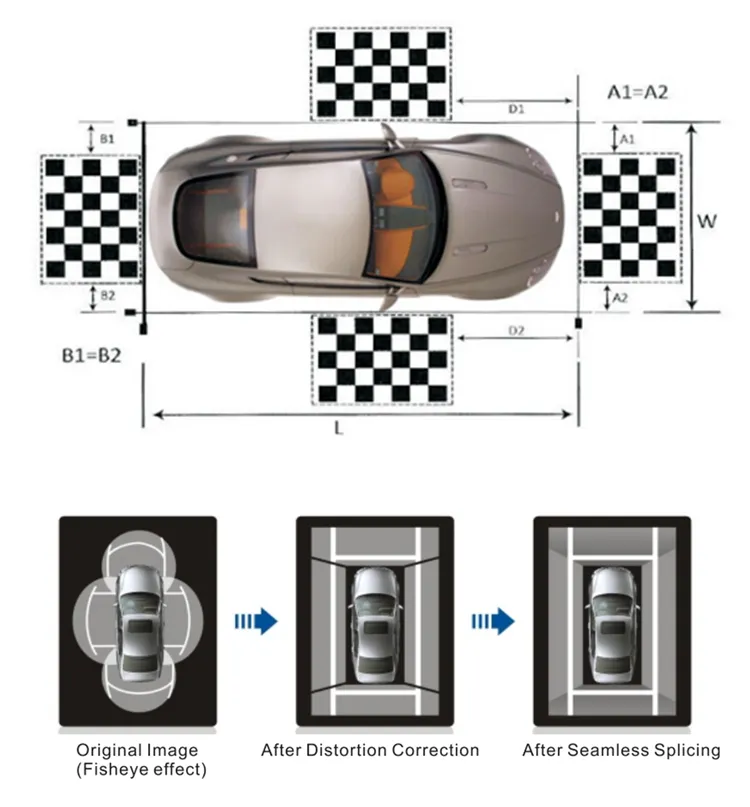 A1=A2
D1
B1
A1
W
B2
A2
D2
B1=B2
L
Original Image
(Fisheye effect)
After Distortion Correction
After Seamless Splicing